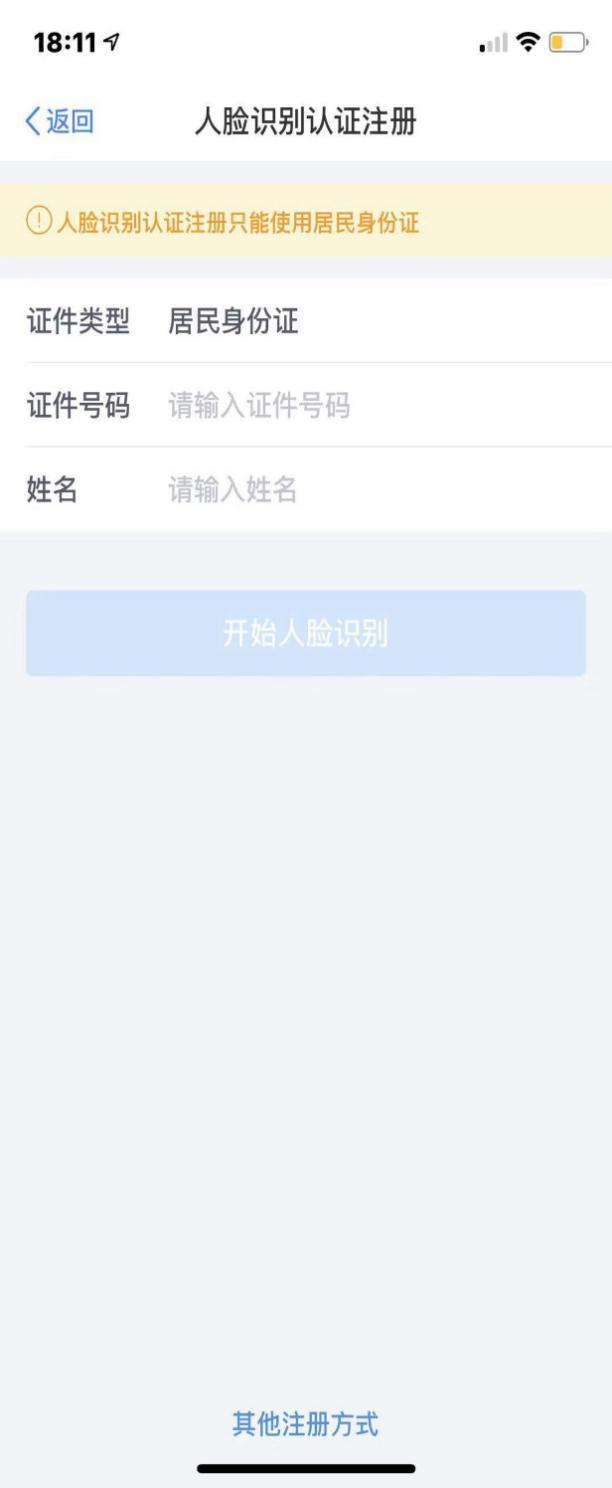 18:11
返回 人脸识别认证注册
人脸识别认证注册只能使用居民身份证
证件类型 居民身份证
证件号码 请输入证件号码
姓名 请输入姓名
开始人脸识别
其他注册方式